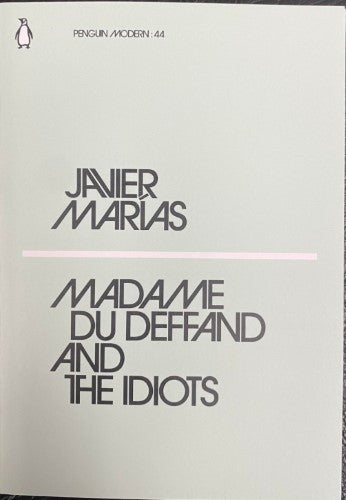 PENGUIN MODERN : 44
JAVIER
MARÍAS
MADAME
DU DEFFAND
AND
THE IDIOTS